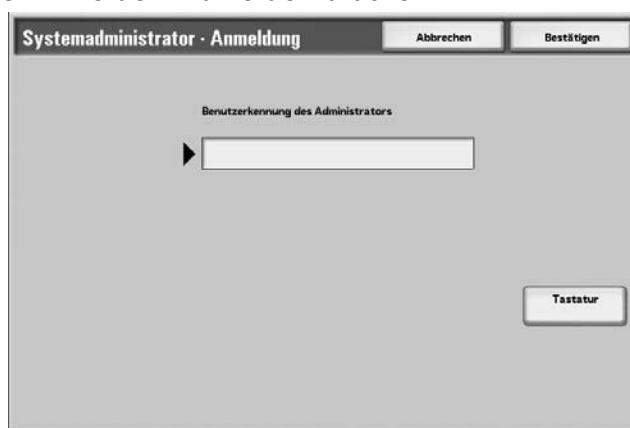 Systemadministrator · Anmeldung
Abbrechen
Bestätigen
Benutzerkennung des Administrators
Tastatur